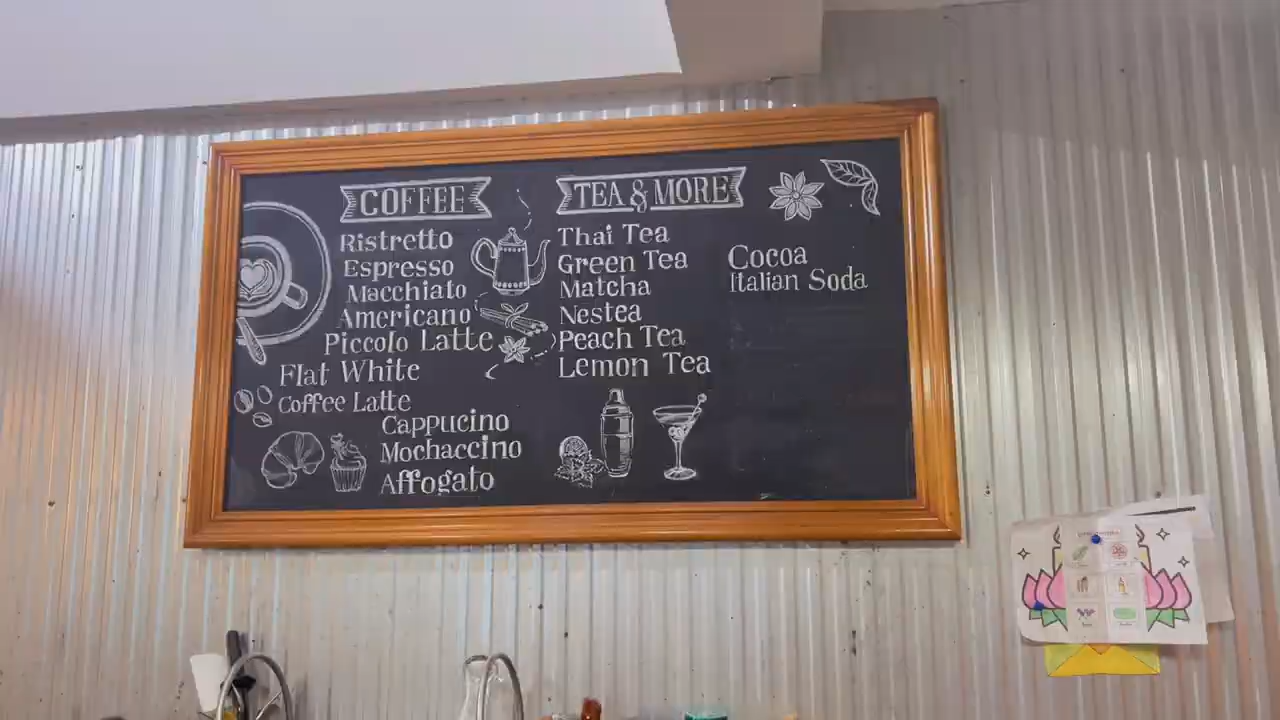 COFFEE
Ristretto
Espresso
Macchiato
Americano
Piccolo Latte
Flat White
Coffee Latte
Cappucino
Mochaccino
Affogato
TEA & MORE
Thai Tea
Green Tea
Matcha
Nestea
Peach Tea
Lemon Tea
Cocoa
Italian Soda